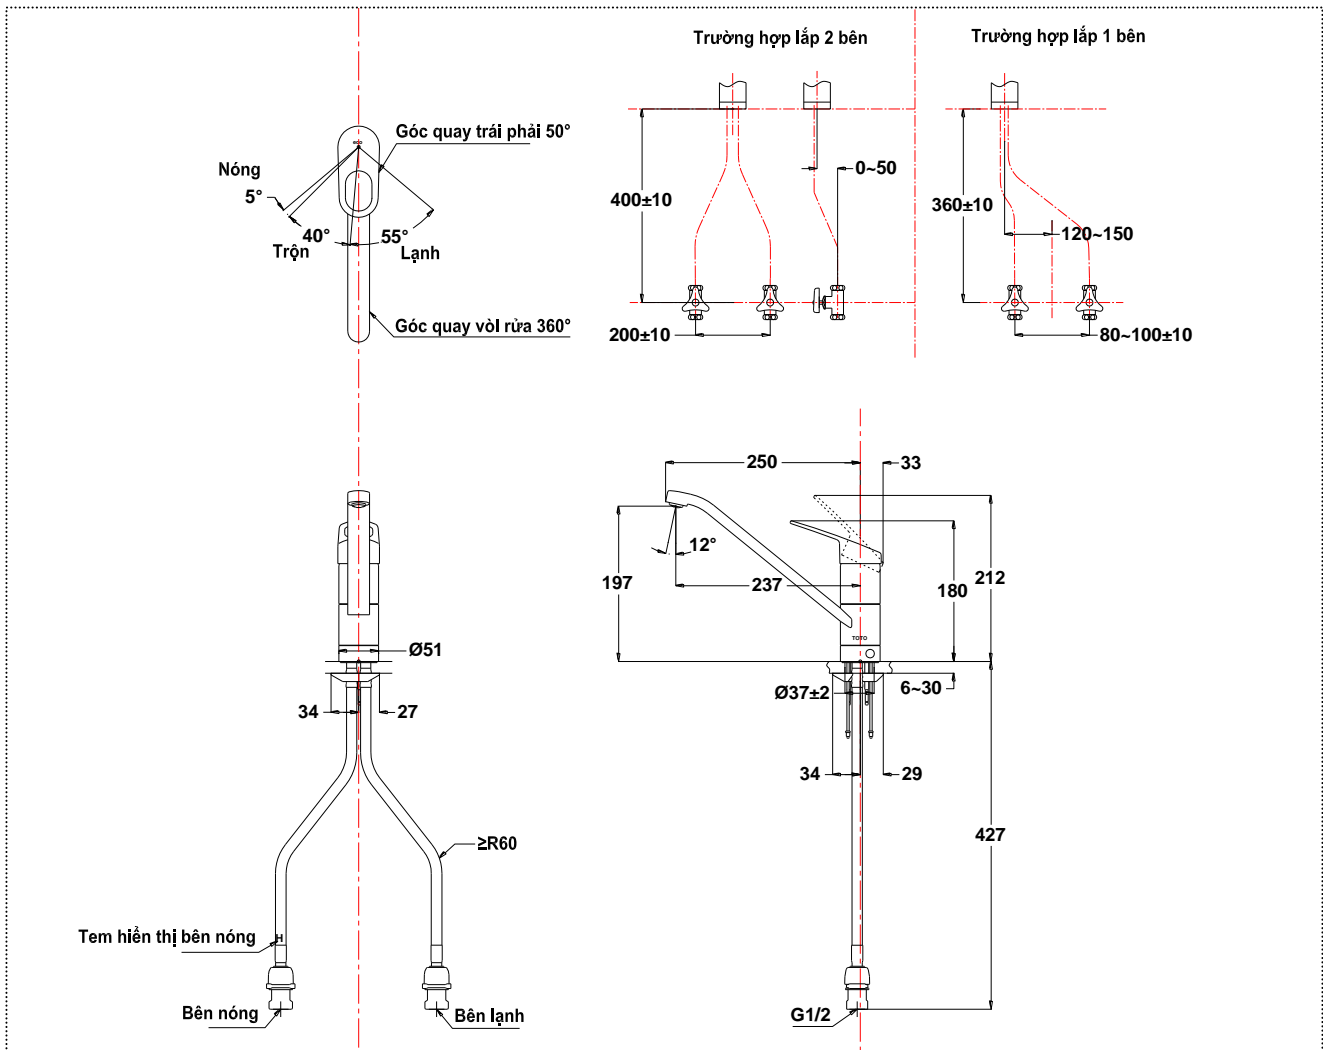 Trường hợp lắp 2 bên
Trường hợp lắp 1 bên
Góc quay trái phải 50°
eco
Nóng
5°
40°
55°
Trộn
Lạnh
Góc quay vòl rửa 360°
400±10
0~50
200±10
360±10
120~150
80~100±10
250
33
12°
197
237
180
212
TOTO
Ø51
34
27
Ø37±2
6~30
34
29
427
≥R60
Tem hiển thị bên nóng
H
Bên nóng
Bên lạnh
G1/2